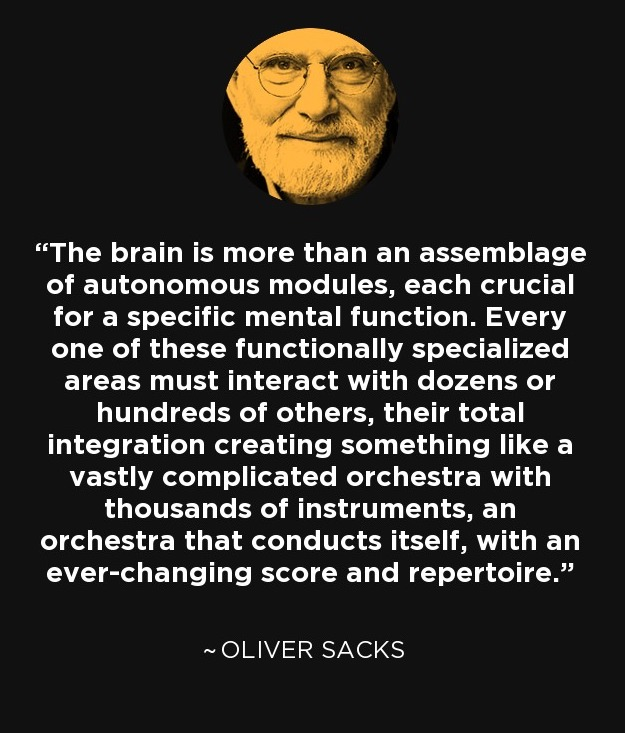 “The brain is more than an assemblage
of autonomous modules, each crucial
for a specific mental function. Every
one of these functionally specialized
areas must interact with dozens or
hundreds of others, their total
integration creating something like a
vastly complicated orchestra with
thousands of instruments, an
orchestra that conducts itself, with an
ever-changing score and repertoire.”
~ OLIVER SACKS